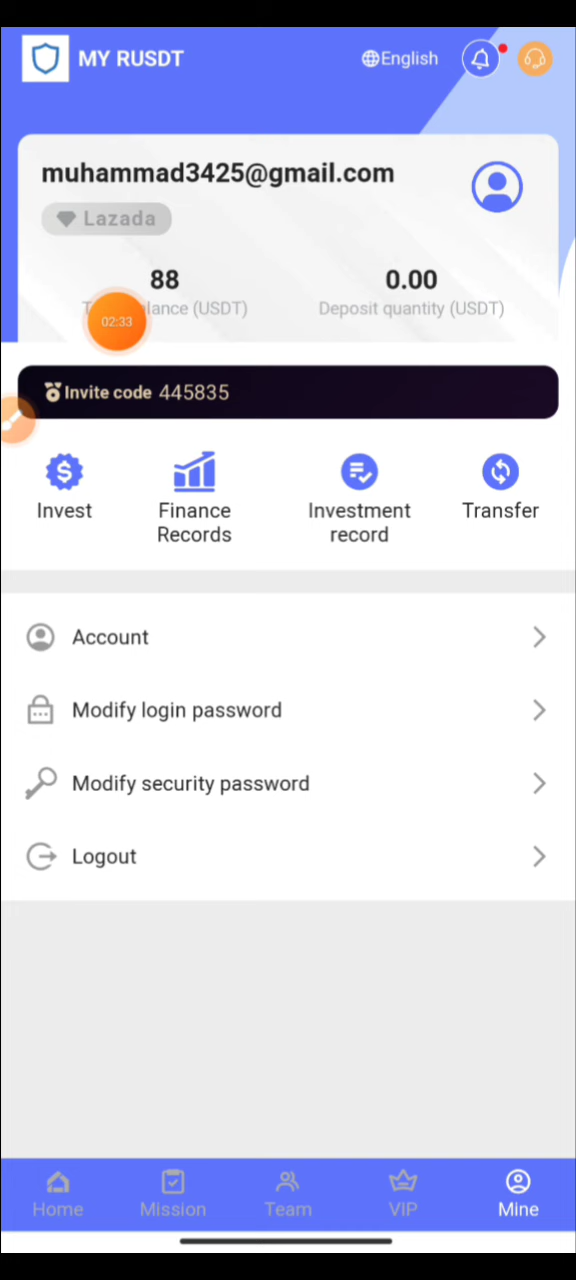 MY RUSDT
English
muhammad3425@gmail.com
Lazada
88
0.00
02:33
(USDT)
Deposit quantity (USDT)
Invite code 445835
Invest
Finance Records
Investment record
Transfer
Account
Modify login password
Modify security password
Logout
Home
Mission
Team
VIP
Mine